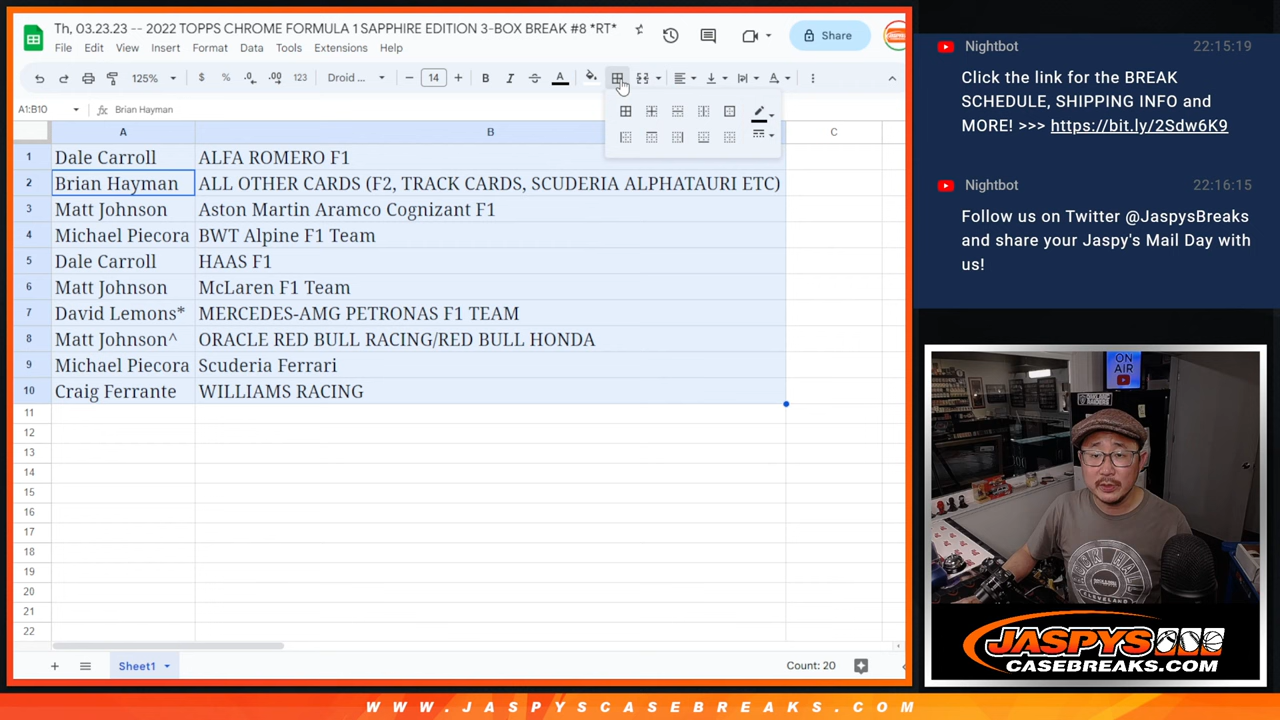 Th, 03.23.23 -- 2022 TOPPS CHROME FORMULA 1 SAPPHIRE EDITION 3-BOX BREAK #8 *RT*
File Edit View Insert Format Data Tools Extensions Help
Share
125% $ % .0 .00 123 Droid ... 14 B I A
A1:B10 fx Brian Hayman
A B C
1 Dale Carroll ALFA ROMERO F1
2 Brian Hayman ALL OTHER CARDS (F2, TRACK CARDS, SCUDERIA ALPHATAURI ETC)
3 Matt Johnson Aston Martin Aramco Cognizant F1
4 Michael Piecora BWT Alpine F1 Team
5 Dale Carroll HAAS F1
6 Matt Johnson McLaren F1 Team
7 David Lemons* MERCEDES-AMG PETRONAS F1 TEAM
8 Matt Johnson^ ORACLE RED BULL RACING/RED BULL HONDA
9 Michael Piecora Scuderia Ferrari
10 Craig Ferrante WILLIAMS RACING
11
12
13
14
15
16
17
18
19
20
21
22
+ Sheet1 Count: 20
Nightbot 22:15:19
Click the link for the BREAK
SCHEDULE, SHIPPING INFO and
MORE! >>> https://bit.ly/2Sdw6K9
Nightbot 22:16:15
Follow us on Twitter @JaspysBreaks
and share your Jaspy's Mail Day with
us!
ON
AIR
CLEVELAND
JASPYS
CASEBREAKS.COM
WWW.JASPYSCASEBREAKS.COM